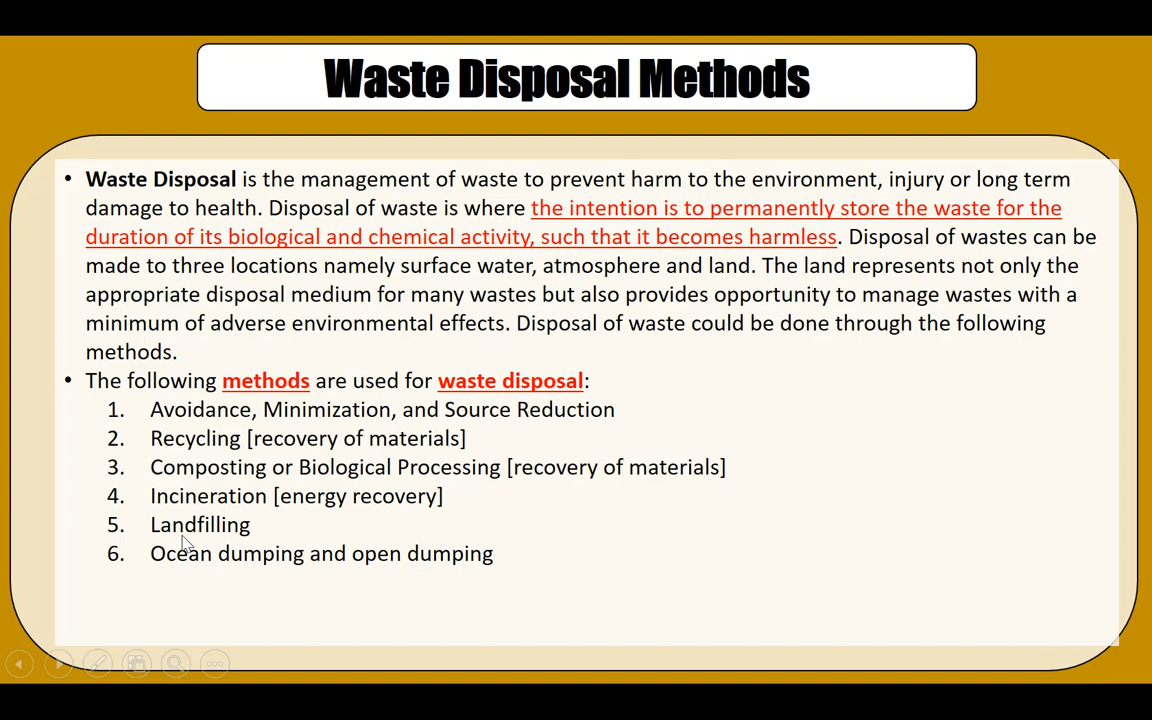 Waste Disposal Methods
• Waste Disposal is the management of waste to prevent harm to the environment, injury or long term
damage to health. Disposal of waste is where the intention is to permanently store the waste for the
duration of its biological and chemical activity, such that it becomes harmless. Disposal of wastes can be
made to three locations namely surface water, atmosphere and land. The land represents not only the
appropriate disposal medium for many wastes but also provides opportunity to manage wastes with a
minimum of adverse environmental effects. Disposal of waste could be done through the following
methods.
• The following methods are used for waste disposal:
1. Avoidance, Minimization, and Source Reduction
2. Recycling [recovery of materials]
3. Composting or Biological Processing [recovery of materials]
4. Incineration [energy recovery]
5. Landfilling
6. Ocean dumping and open dumping